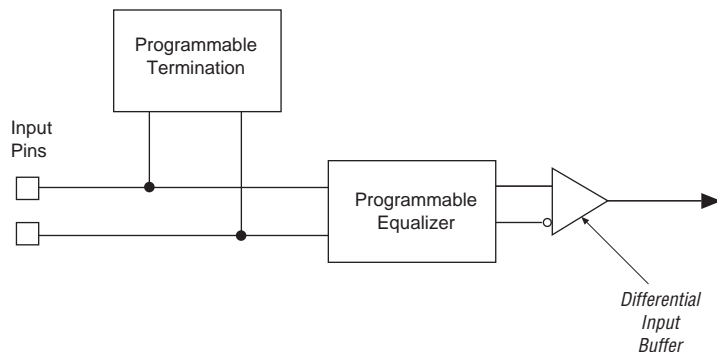 Programmable
Termination
Input
Pins
Programmable
Equalizer
Differential
Input
Buffer